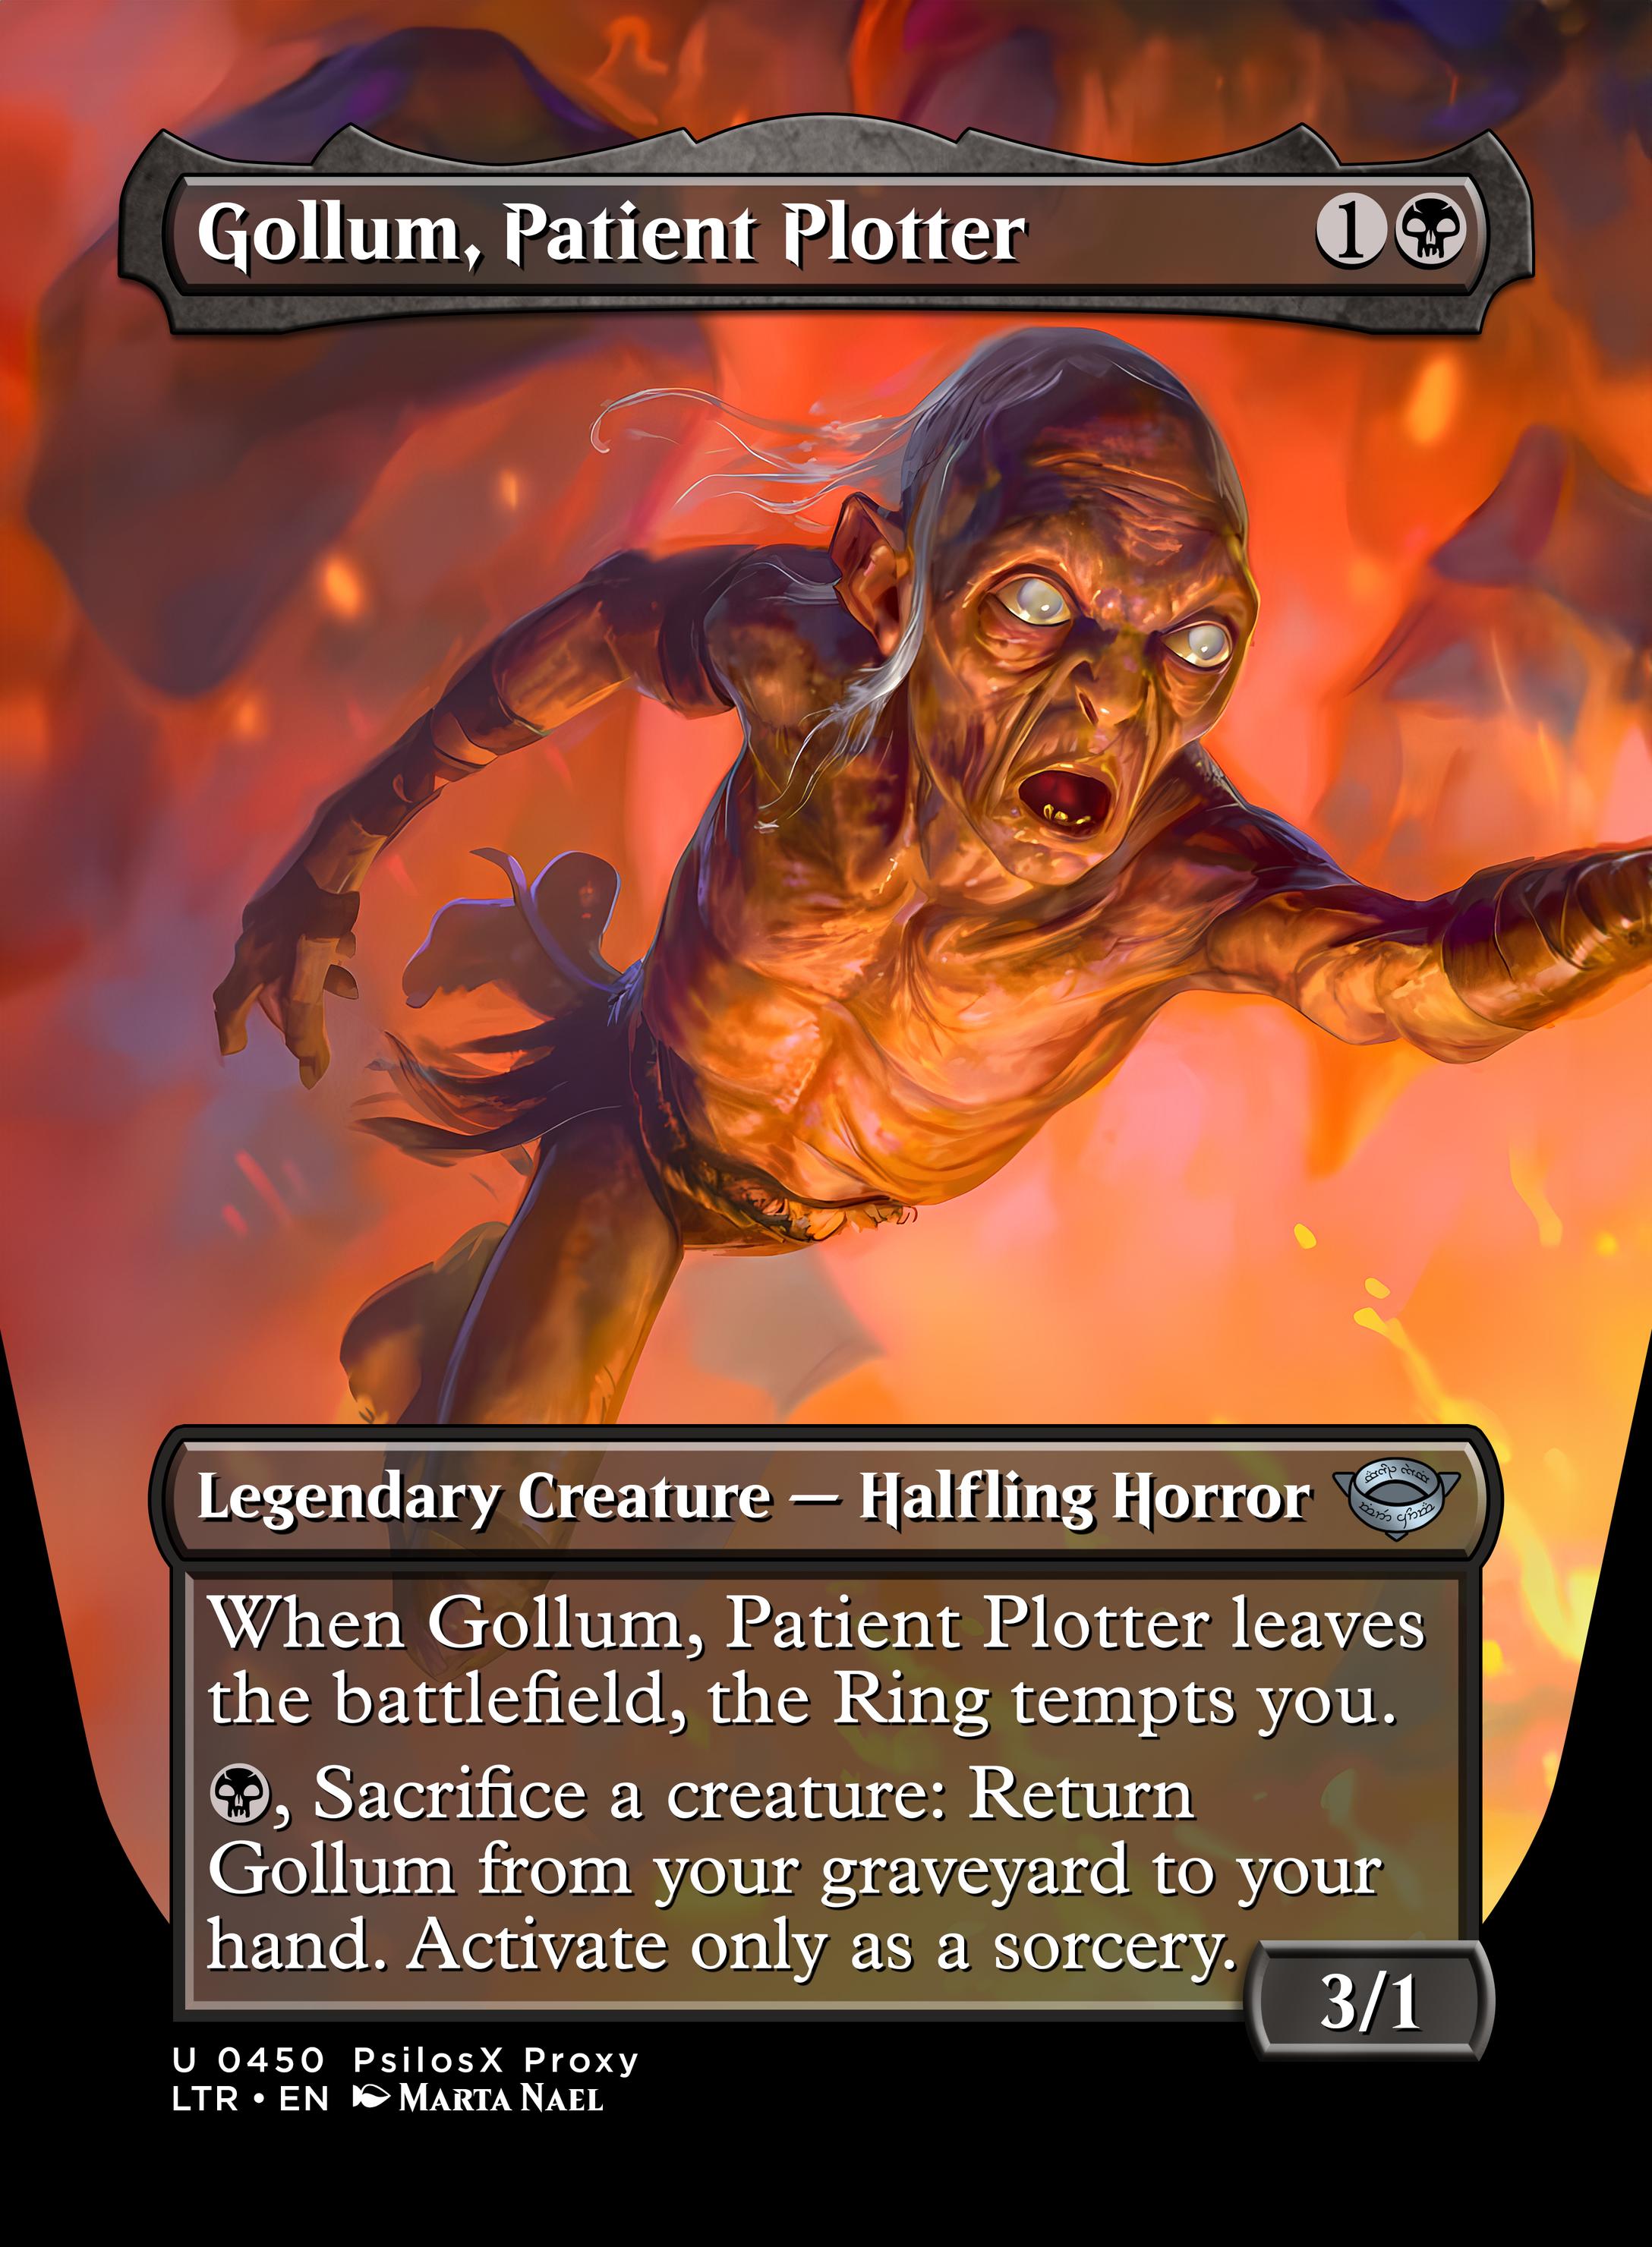 Gollum, Patient Plotter 1
Legendary Creature — Halfling Horror
When Gollum, Patient Plotter leaves
the battlefield, the Ring tempts you.
, Sacrifice a creature: Return
Gollum from your graveyard to your
hand. Activate only as a sorcery.
3/1
U 0450 PsilosX Proxy
LTR • EN Marta Nael